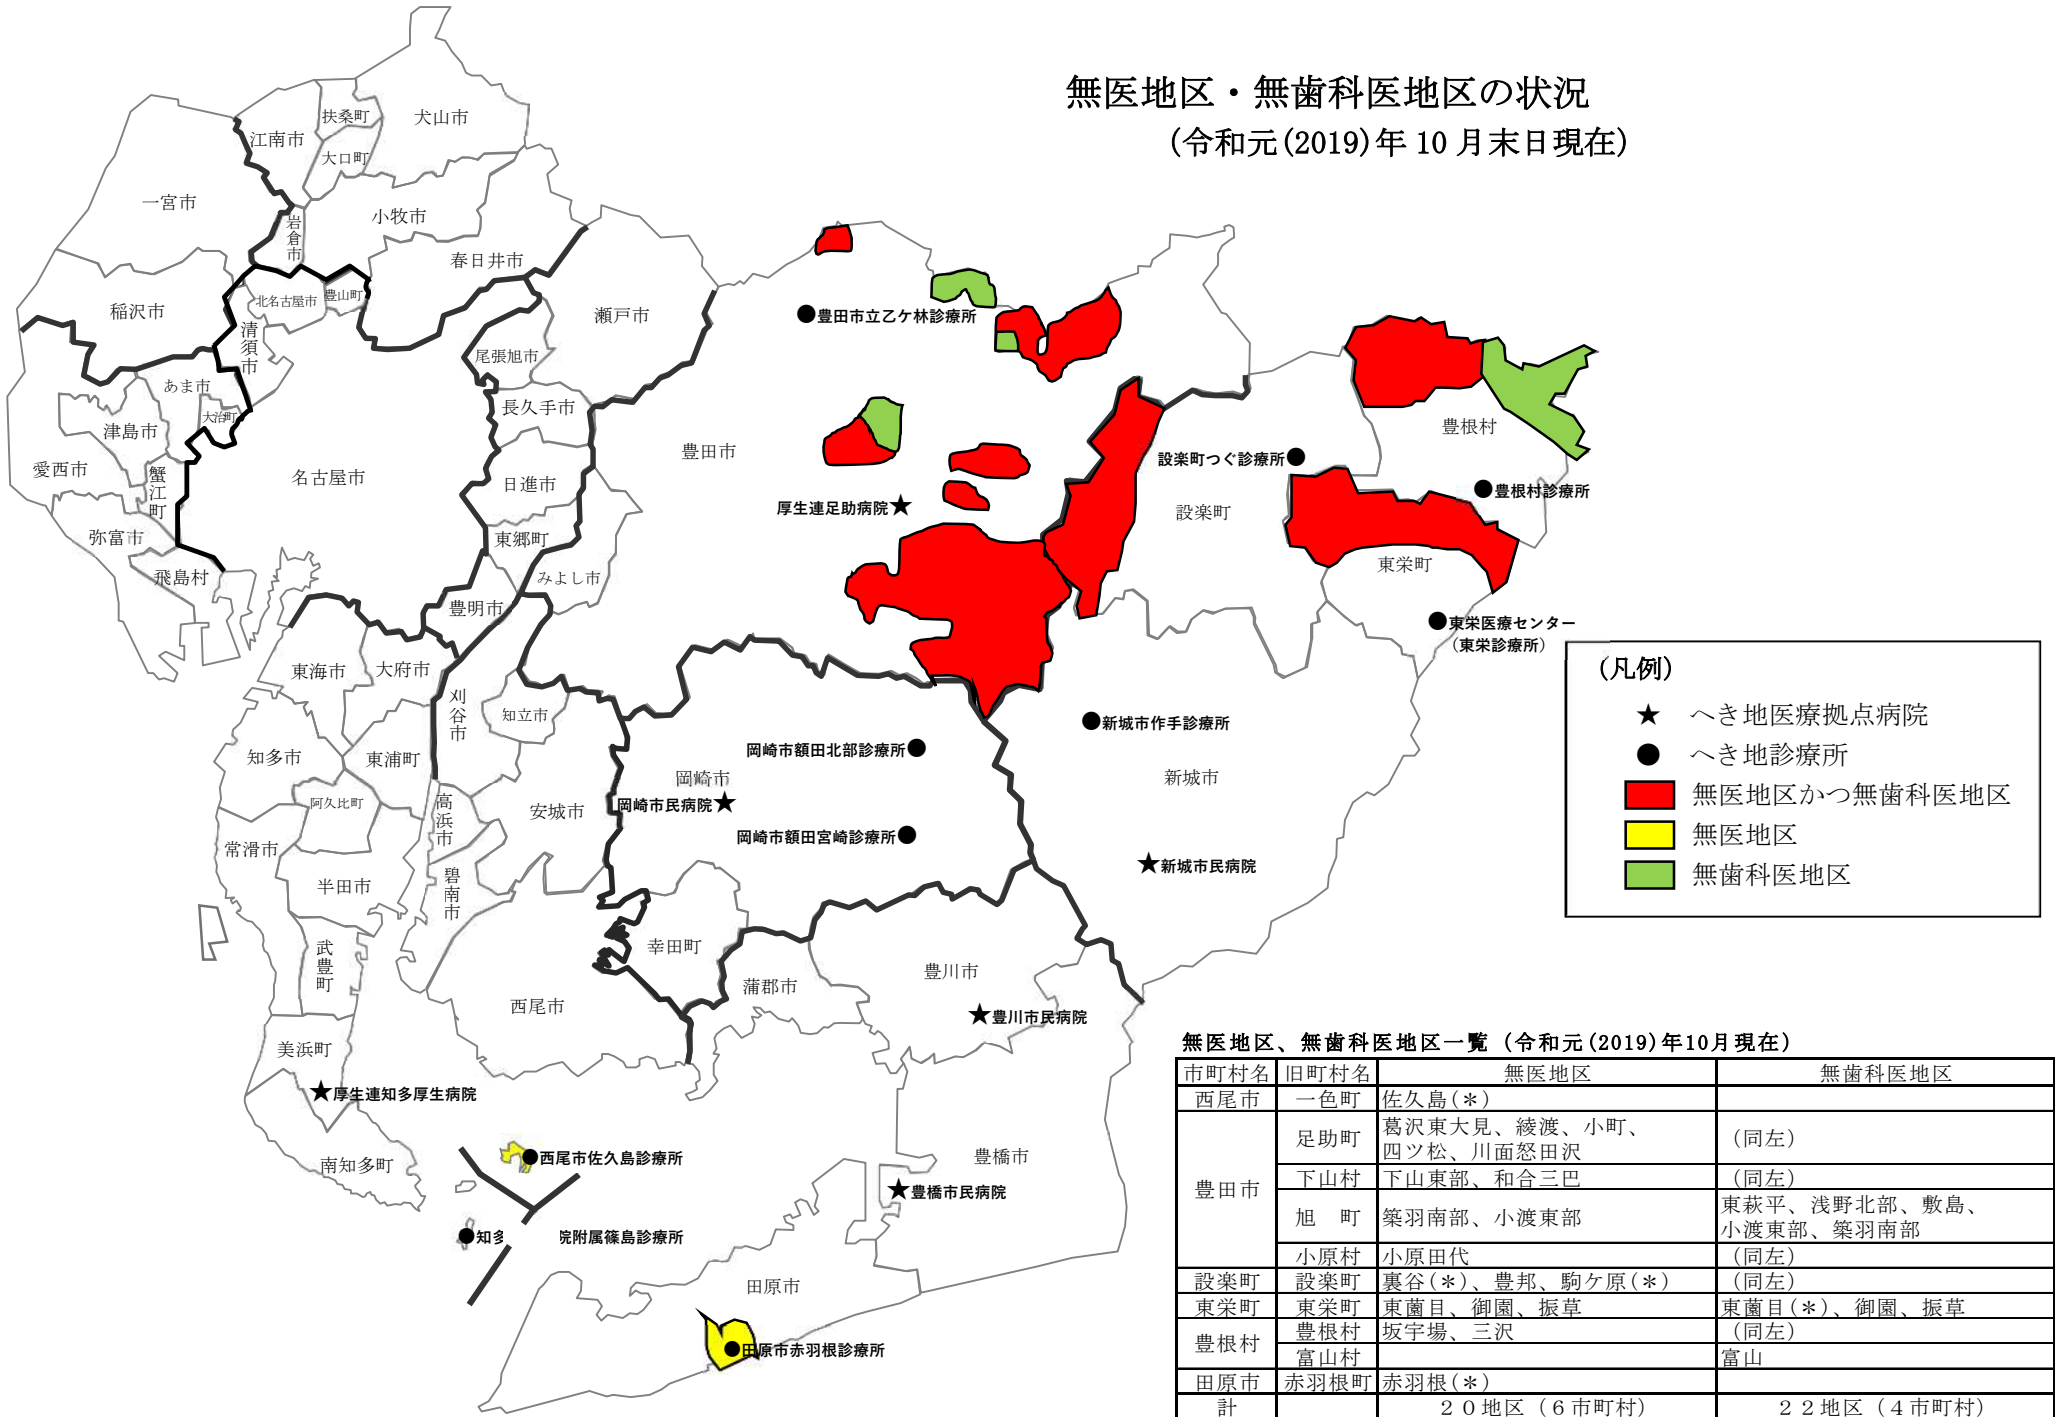 無医地区・無歯科医地区の状況
(令和元(2019)年10月末日現在)
扶桑町
犬山市
江南市
大口町
一宮市
小牧市
岩倉市
春日井市
北名古屋市
豊山町
稲沢市
清須市
瀬戸市
豊田市立乙ケ林診療所
尾張旭市
あま市
大治町
長久手市
津島市
豊田市
豊根村
愛西市
蟹江町
名古屋市
日進市
設楽町つぐ診療所
豊根村診療所
厚生連足助病院
設楽町
弥富市
東郷町
飛島村
みよし市
東栄町
豊明市
東栄医療センター
(東栄診療所)
東海市
大府市
刈谷市
知立市
(凡例)
★ へき地医療拠点病院
● へき地診療所
無医地区かつ無歯科医地区
無医地区
無歯科医地区
新城市作手診療所
知多市
東浦町
岡崎市額田北部診療所
岡崎市
新城市
岡崎市民病院
阿久比町
高浜市
安城市
岡崎市額田宮崎診療所
常滑市
新城市民病院
半田市
碧南市
武豊町
幸田町
豊川市
蒲郡市
西尾市
豊川市民病院
美浜町
厚生連知多厚生病院
南知多町
西尾市佐久島診療所
豊橋市
豊橋市民病院
知多
院附属篠島診療所
田原市
田原市赤羽根診療所
無医地区、無歯科医地区一覧(令和元(2019)年10月現在)
市町村名 旧町村名 無医地区 無歯科医地区
西尾市 一色町 佐久島(*)
豊田市 足助町 葛沢東大見、綾渡、小町、
四ツ松、川面怒田沢 (同左)
下山村 下山東部、和合三巴 (同左)
旭 町 築羽南部、小渡東部 東萩平、浅野北部、敷島、
小渡東部、築羽南部
小原村 小原田代 (同左)
設楽町 設楽町 裏谷(*)、豊邦、駒ケ原(*) (同左)
東栄町 東栄町 東薗目、御園、振草 東薗目(*)、御園、振草
豊根村 豊根村 坂宇場、三沢 (同左)
富山村 富山
田原市 赤羽根町 赤羽根(*)
計 20地区(6市町村) 22地区(4市町村)